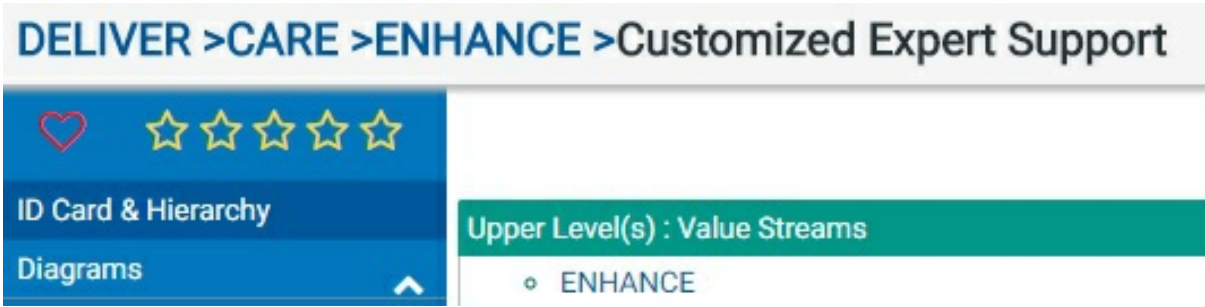 DELIVER >CARE >ENHANCE >Customized Expert Support
ID Card & Hierarchy
Upper Level(s) : Value Streams
Diagrams
ENHANCE